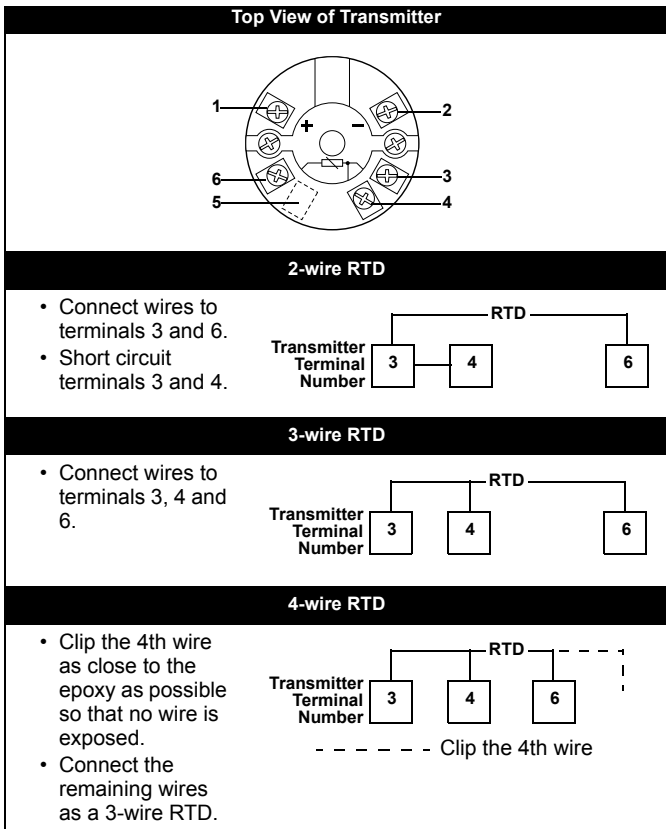 Top View of Transmitter
1
2
+
–
6
3
5
4
2-wire RTD
• Connect wires to
terminals 3 and 6.
• Short circuit
terminals 3 and 4.
RTD
Transmitter
Terminal
Number
3
4
6
3-wire RTD
• Connect wires to
terminals 3, 4 and
6.
RTD
Transmitter
Terminal
Number
3
4
6
4-wire RTD
• Clip the 4th wire
as close to the
epoxy as possible
so that no wire is
exposed.
• Connect the
remaining wires
as a 3-wire RTD.
RTD
Transmitter
Terminal
Number
3
4
6
Clip the 4th wire